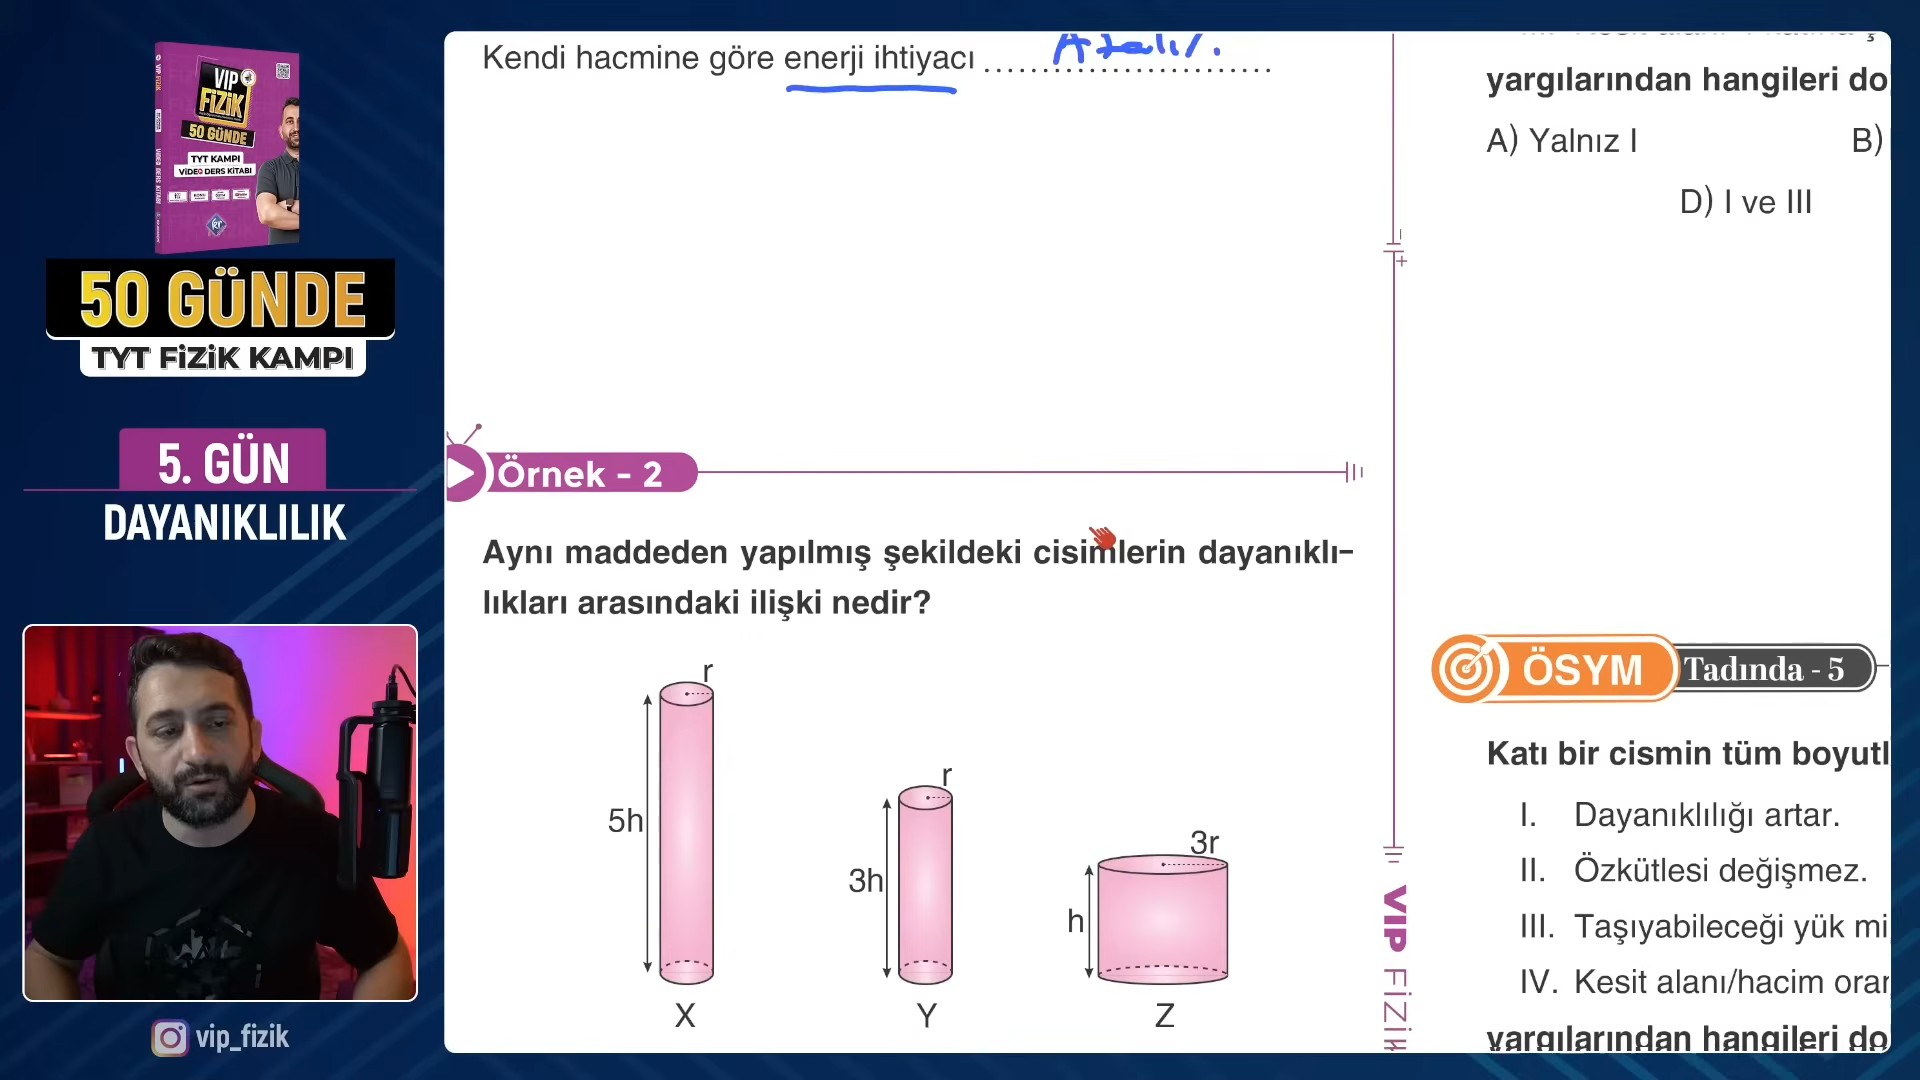 VIP
FİZİK
50 GÜNDE
TYT KAMPI
VİDEO DERS KİTABI
50 GÜNDE
TYT FİZİK KAMPI
5. GÜN
DAYANIKLILIK
vip_fizik
Kendi hacmine göre enerji ihtiyacı ........................ Azalır.
Örnek - 2
Aynı maddeden yapılmış şekildeki cisimlerin dayanıklı-
lıkları arasındaki ilişki nedir?
r
5h
X
r
3h
Y
3r
h
Z
VIP FİZİK
yargılarından hangileri do
A) Yalnız I B)
D) I ve III
ÖSYM Tadında - 5
Katı bir cismin tüm boyutl
I. Dayanıklılığı artar.
II. Özkütlesi değişmez.
III. Taşıyabileceği yük mi
IV. Kesit alanı/hacim orar
yargılarından hangileri do